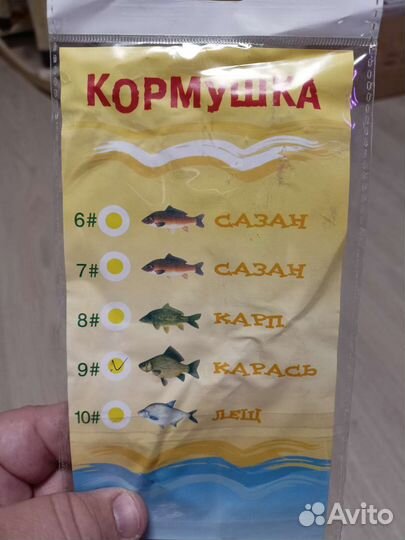 КОРМУШКА
6# САЗАН
7# САЗАН
8# КАРП
9# КАРАСЬ
10# ЛЕЩ
Avito